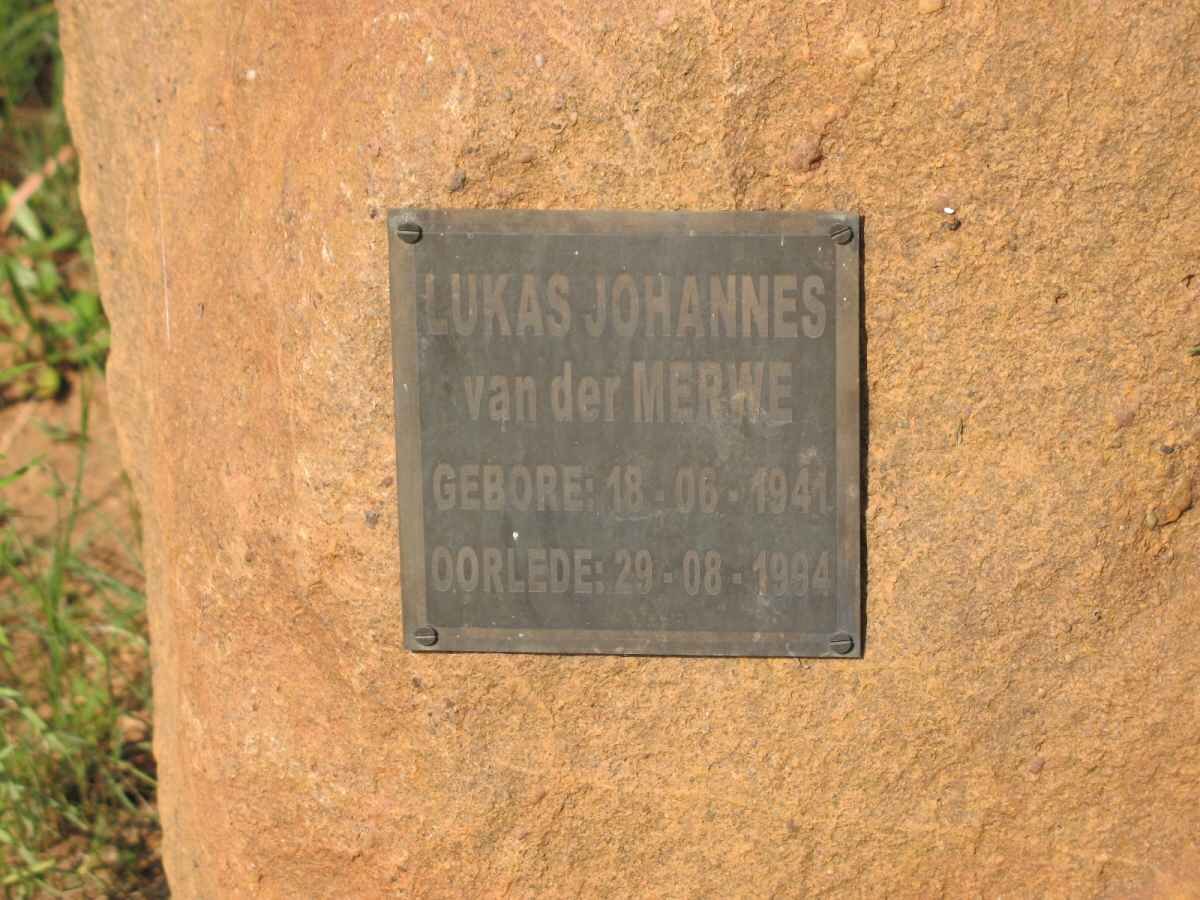 LUKAS JOHANNES
van der MERWE
GEBORE: 18 - 06 - 1941
OORLEDE: 29 - 08 - 1994